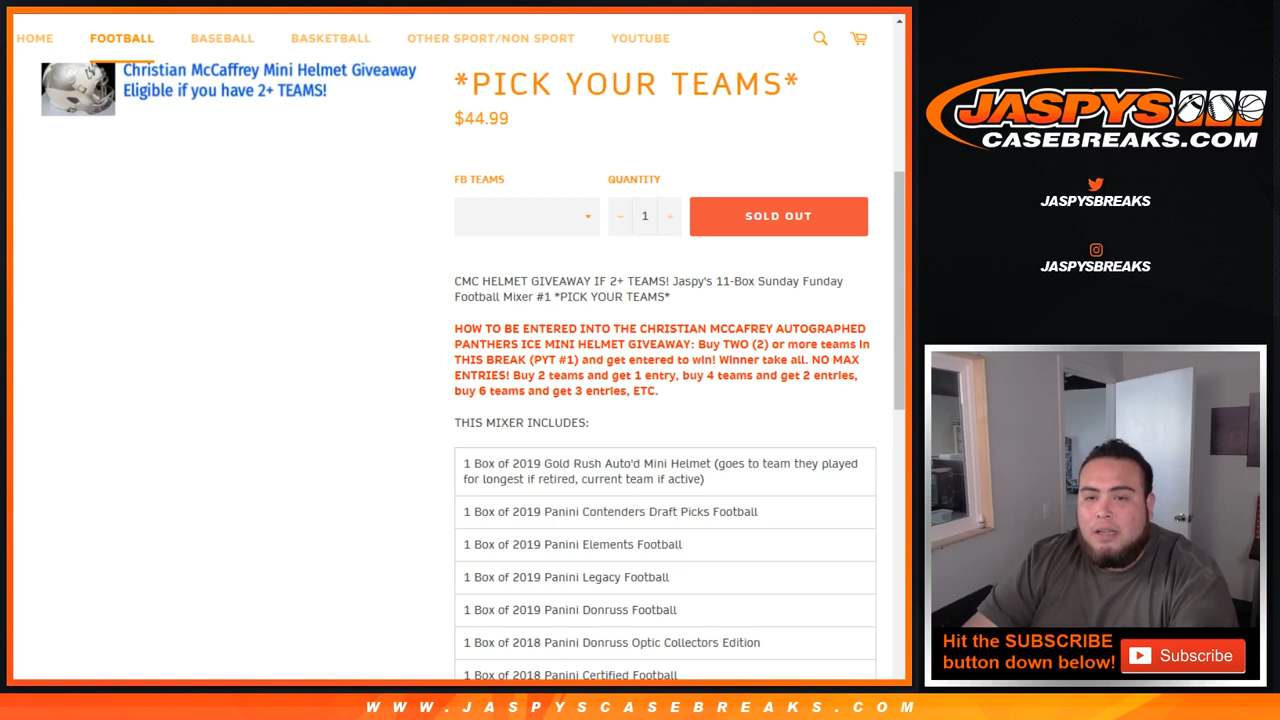 HOME FOOTBALL BASEBALL BASKETBALL OTHER SPORT/NON SPORT YOUTUBE
Christian McCaffrey Mini Helmet Giveaway
Eligible if you have 2+ TEAMS!
*PICK YOUR TEAMS*
$44.99
FB TEAMS QUANTITY
− 1 + SOLD OUT
CMC HELMET GIVEAWAY IF 2+ TEAMS! Jaspy's 11-Box Sunday Funday
Football Mixer #1 *PICK YOUR TEAMS*
HOW TO BE ENTERED INTO THE CHRISTIAN MCCAFREY AUTOGRAPHED
PANTHERS ICE MINI HELMET GIVEAWAY: Buy TWO (2) or more teams in
THIS BREAK (PYT #1) and get entered to win! Winner take all. NO MAX
ENTRIES! Buy 2 teams and get 1 entry, buy 4 teams and get 2 entries,
buy 6 teams and get 3 entries, ETC.
THIS MIXER INCLUDES:
1 Box of 2019 Gold Rush Auto'd Mini Helmet (goes to team they played
for longest if retired, current team if active)
1 Box of 2019 Panini Contenders Draft Picks Football
1 Box of 2019 Panini Elements Football
1 Box of 2019 Panini Legacy Football
1 Box of 2019 Panini Donruss Football
1 Box of 2018 Panini Donruss Optic Collectors Edition
1 Box of 2018 Panini Certified Football
JASPYS
CASEBREAKS.COM
JASPYSBREAKS
JASPYSBREAKS
Hit the SUBSCRIBE
button down below!
Subscribe
WWW.JASPYSCASEBREAKS.COM